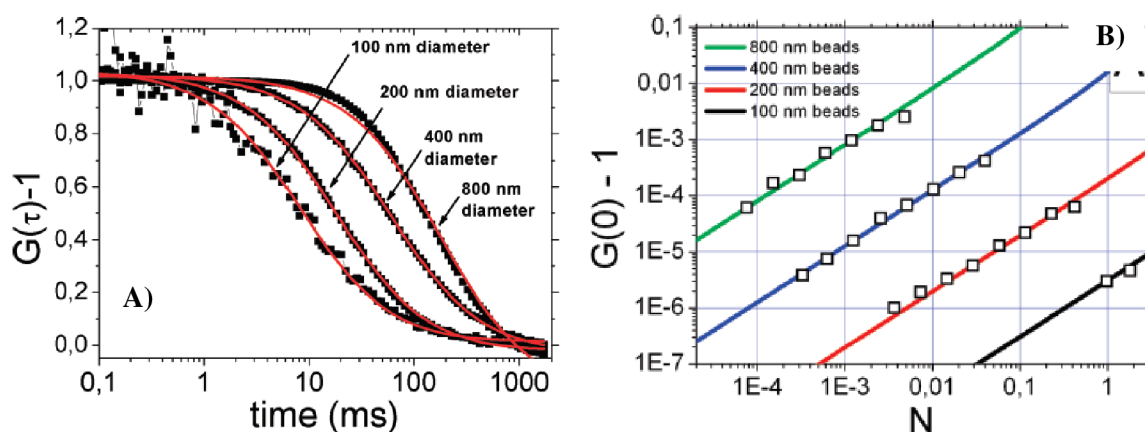 1,2
1,0
0,8
0,6
0,4
0,2
0,0
G(τ)-1
100 nm diameter
200 nm diameter
400 nm
diameter
800 nm
diameter
A)
0,1 1 10 100 1000
time (ms)
B)
0,1
0,01
1E-3
1E-4
1E-5
1E-6
1E-7
G(0) - 1
800 nm beads
400 nm beads
200 nm beads
100 nm beads
1E-4 1E-3 0,01 0,1 1
N